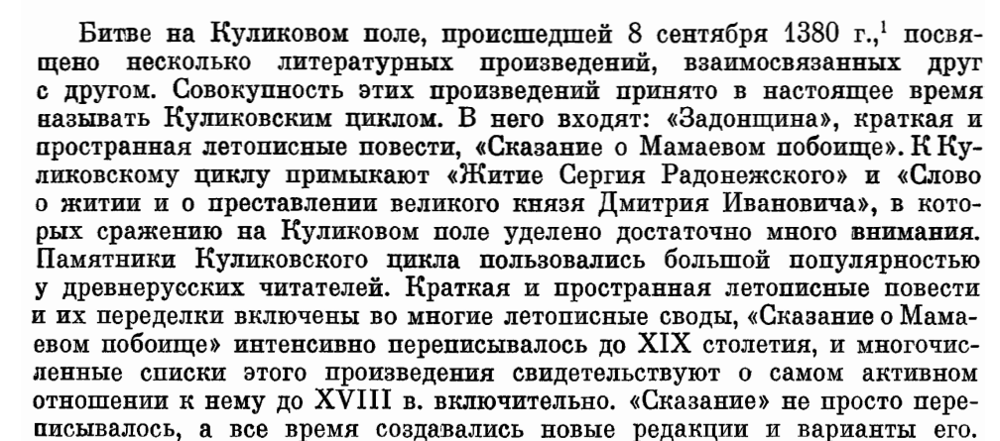 Битве на Куликовом поле, происшедшей 8 сентября 1380 г.,¹ посвя-
щено несколько литературных произведений, взаимосвязанных друг
с другом. Совокупность этих произведений принято в настоящее время
называть Куликовским циклом. В него входят: «Задонщина», краткая и
пространная летописные повести, «Сказание о Мамаевом побоище». К Ку-
ликовскому циклу примыкают «Житие Сергия Радонежского» и «Слово
о житии и о преставлении великого князя Дмитрия Ивановича», в кото-
рых сражению на Куликовом поле уделено достаточно много внимания.
Памятники Куликовского цикла пользовались большой популярностью
у древнерусских читателей. Краткая и пространная летописные повести
и их переделки включены во многие летописные своды, «Сказание о Мама-
евом побоище» интенсивно переписывалось до XIX столетия, и многочис-
ленные списки этого произведения свидетельствуют о самом активном
отношении к нему до XVIII в. включительно. «Сказание» не просто пере-
писывалось, а все время создавались новые редакции и варианты его.